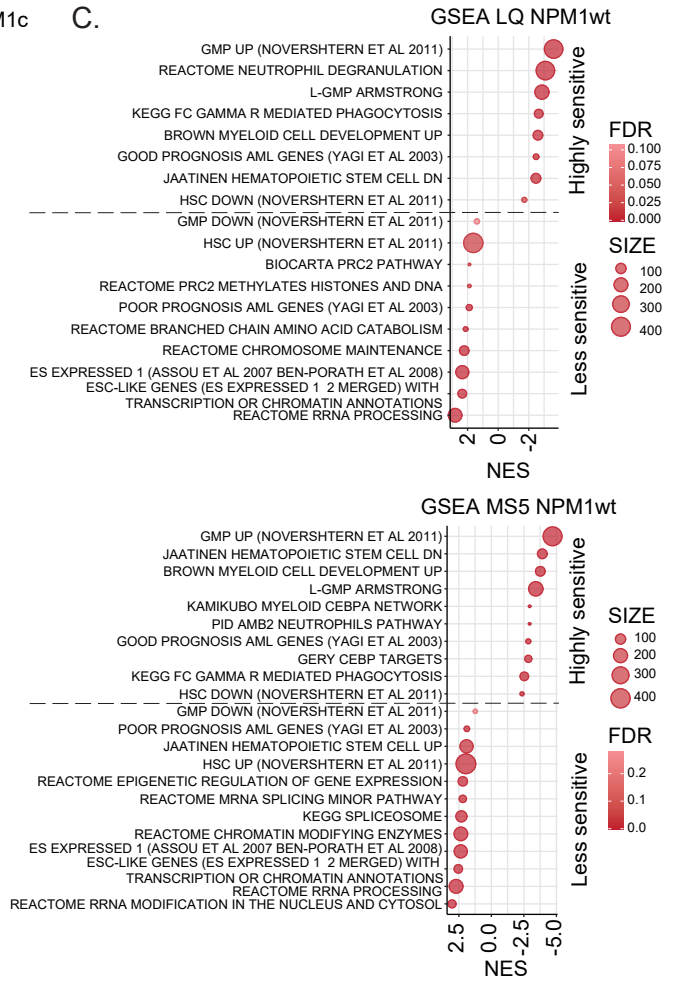 M1c
C.
GSEA LQ NPM1wt
GMP UP (NOVERSHTERN ET AL 2011)
REACTOME NEUTROPHIL DEGRANULATION
L-GMP ARMSTRONG
KEGG FC GAMMA R MEDIATED PHAGOCYTOSIS
BROWN MYELOID CELL DEVELOPMENT UP
GOOD PROGNOSIS AML GENES (YAGI ET AL 2003)
JAATINEN HEMATOPOIETIC STEM CELL DN
HSC DOWN (NOVERSHTERN ET AL 2011)
GMP DOWN (NOVERSHTERN ET AL 2011)
HSC UP (NOVERSHTERN ET AL 2011)
BIOCARTA PRC2 PATHWAY
REACTOME PRC2 METHYLATES HISTONES AND DNA
POOR PROGNOSIS AML GENES (YAGI ET AL 2003)
REACTOME BRANCHED CHAIN AMINO ACID CATABOLISM
REACTOME CHROMOSOME MAINTENANCE
ES EXPRESSED 1 (ASSOU ET AL 2007 BEN-PORATH ET AL 2008)
ESC-LIKE GENES (ES EXPRESSED 1 2 MERGED) WITH
TRANSCRIPTION OR CHROMATIN ANNOTATIONS
REACTOME RRNA PROCESSING
2 0 -2
NES
Highly sensitive
Less sensitive
FDR
0.100
0.075
0.050
0.025
0.000
SIZE
100
200
300
400
GSEA MS5 NPM1wt
GMP UP (NOVERSHTERN ET AL 2011)
JAATINEN HEMATOPOIETIC STEM CELL DN
BROWN MYELOID CELL DEVELOPMENT UP
L-GMP ARMSTRONG
KAMIKUBO MYELOID CEBPA NETWORK
PID AMB2 NEUTROPHILS PATHWAY
GOOD PROGNOSIS AML GENES (YAGI ET AL 2003)
GERY CEBP TARGETS
KEGG FC GAMMA R MEDIATED PHAGOCYTOSIS
HSC DOWN (NOVERSHTERN ET AL 2011)
GMP DOWN (NOVERSHTERN ET AL 2011)
POOR PROGNOSIS AML GENES (YAGI ET AL 2003)
JAATINEN HEMATOPOIETIC STEM CELL UP
HSC UP (NOVERSHTERN ET AL 2011)
REACTOME EPIGENETIC REGULATION OF GENE EXPRESSION
REACTOME MRNA SPLICING MINOR PATHWAY
KEGG SPLICEOSOME
REACTOME CHROMATIN MODIFYING ENZYMES
ES EXPRESSED 1 (ASSOU ET AL 2007 BEN-PORATH ET AL 2008)
ESC-LIKE GENES (ES EXPRESSED 1 2 MERGED) WITH
TRANSCRIPTION OR CHROMATIN ANNOTATIONS
REACTOME RRNA PROCESSING
REACTOME RRNA MODIFICATION IN THE NUCLEUS AND CYTOSOL
2.5 0.0 -2.5 -5.0
NES
Highly sensitive
Less sensitive
SIZE
100
200
300
400
FDR
0.2
0.1
0.0